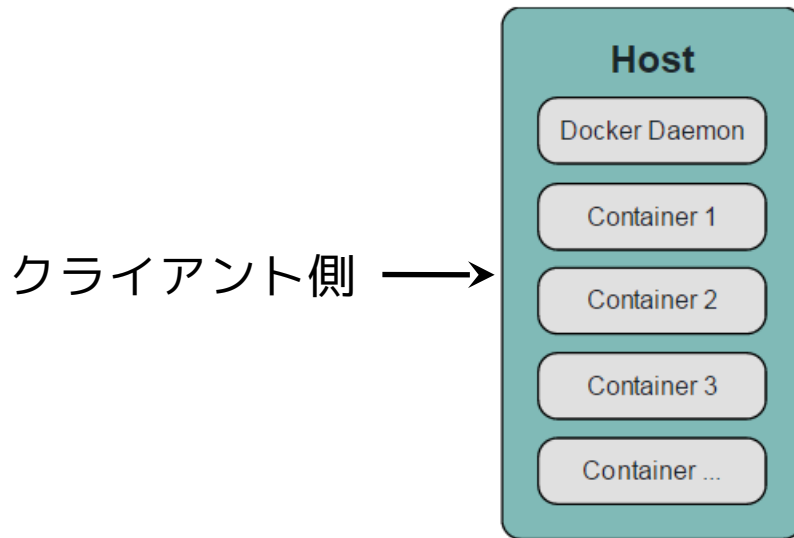 クライアント側
Host
Docker Daemon
Container 1
Container 2
Container 3
Container ...